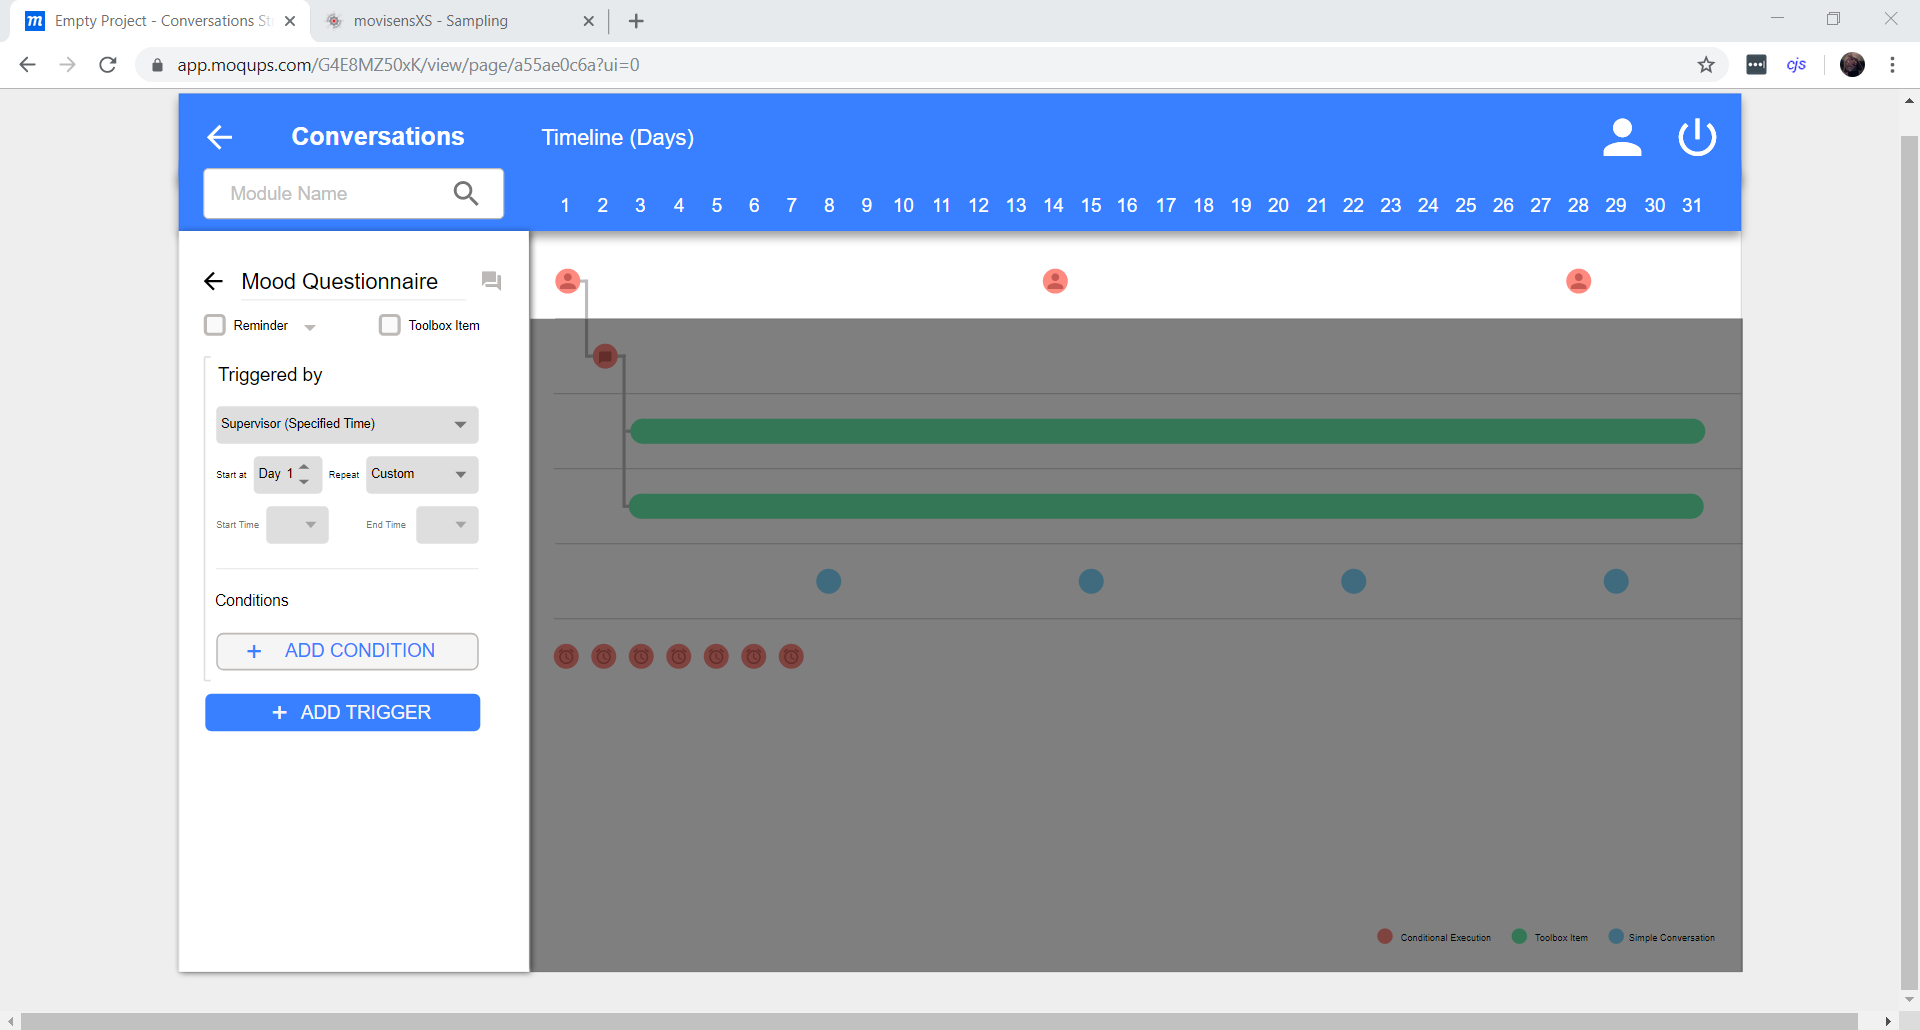 Empty Project - Conversations St
movisensXS - Sampling
app.moqups.com/G4E8MZ50xK/view/page/a55ae0c6a?ui=0
cjs
Conversations
Timeline (Days)
Module Name
1 2 3 4 5 6 7 8 9 10 11 12 13 14 15 16 17 18 19 20 21 22 23 24 25 26 27 28 29 30 31
Mood Questionnaire
Reminder
Toolbox Item
Triggered by
Supervisor (Specified Time)
Start at Day 1 Repeat Custom
Start Time End Time
Conditions
+ ADD CONDITION
+ ADD TRIGGER
Conditional Execution Toolbox Item Simple Conversation